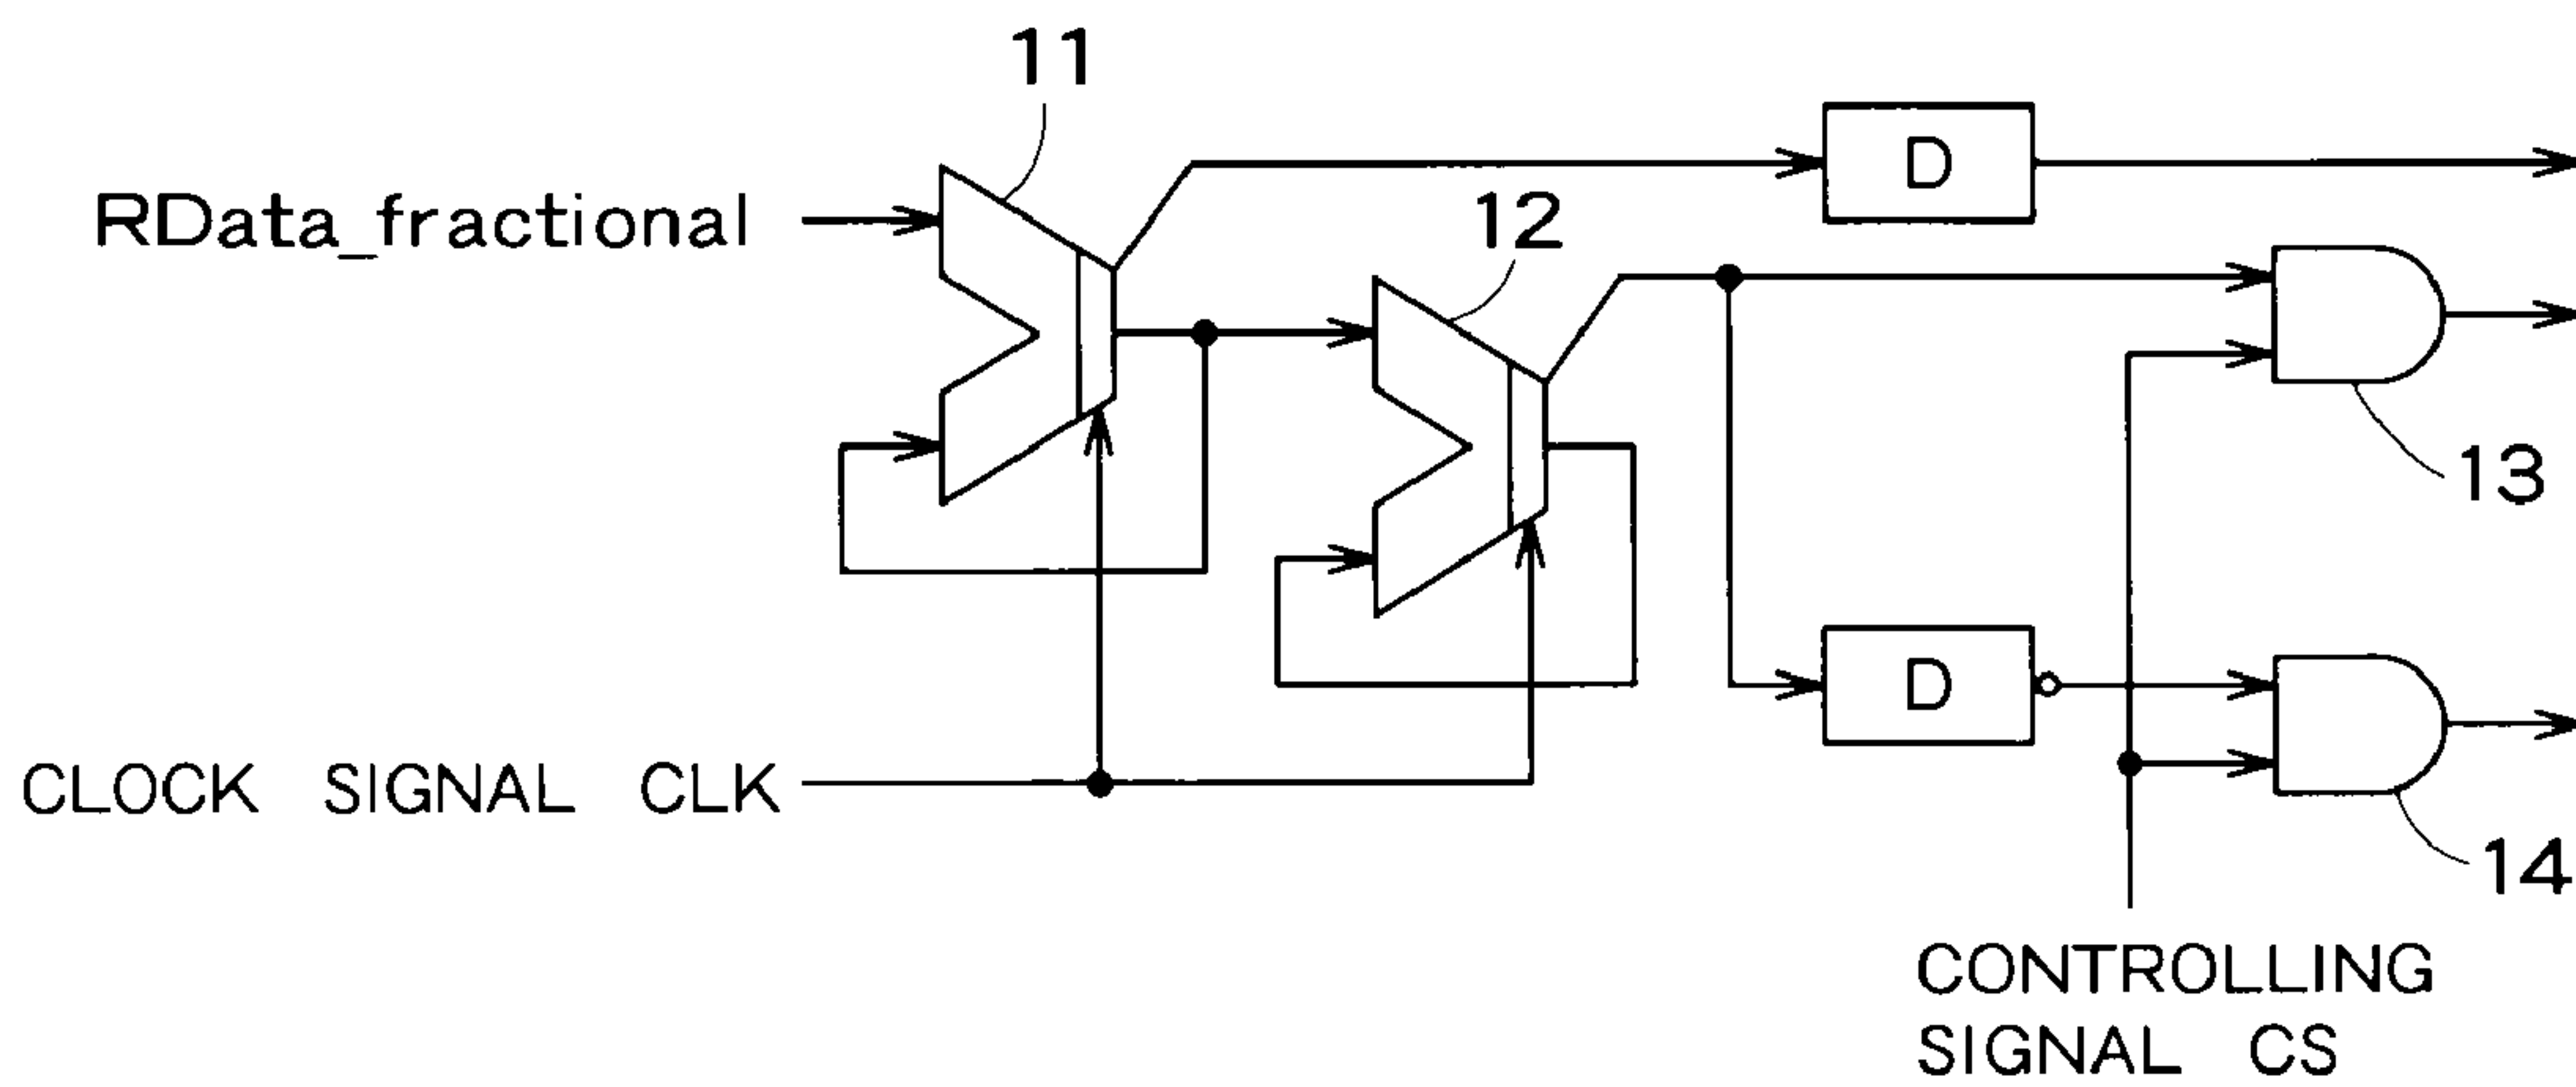 11
RData_fractional
D
12
13
D
CLOCK SIGNAL CLK
14
CONTROLLING
SIGNAL CS